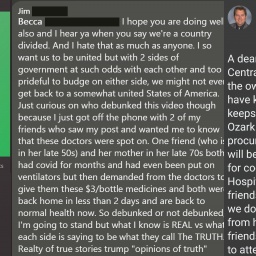 Jim
Becca I hope you are doing well
also and I hear ya when you say we're a country
divided. And I hate that as much as anyone. I so
want us to be united but with 2 sides of
government at such odds with each other and too
prideful to budge on either side, we might not even
get back to a somewhat united States of America.
Just curious on who debunked this video though
because I just got off the phone with 2 of my
friends who saw my post and wanted me to know
that these doctors were spot on. One friend (who is
in her late 50s) and her mother in her late 70s both
had covid for months and had even been put on
ventilators but then demanded from the doctors to
give them these $3/bottle medicines and both were
back home in less than 2 days and are back to
normal health now. So debunked or not debunked
I'm going to stand but what I know is REAL vs what
each side is saying to be what they call The TRUTH.
Realty of true stories trump "opinions of truth"
A dear
Centra
the ow
have k
keeps
Ozark
procur
will be
for co
Hospi
friend
we do
from h
friend
to atte